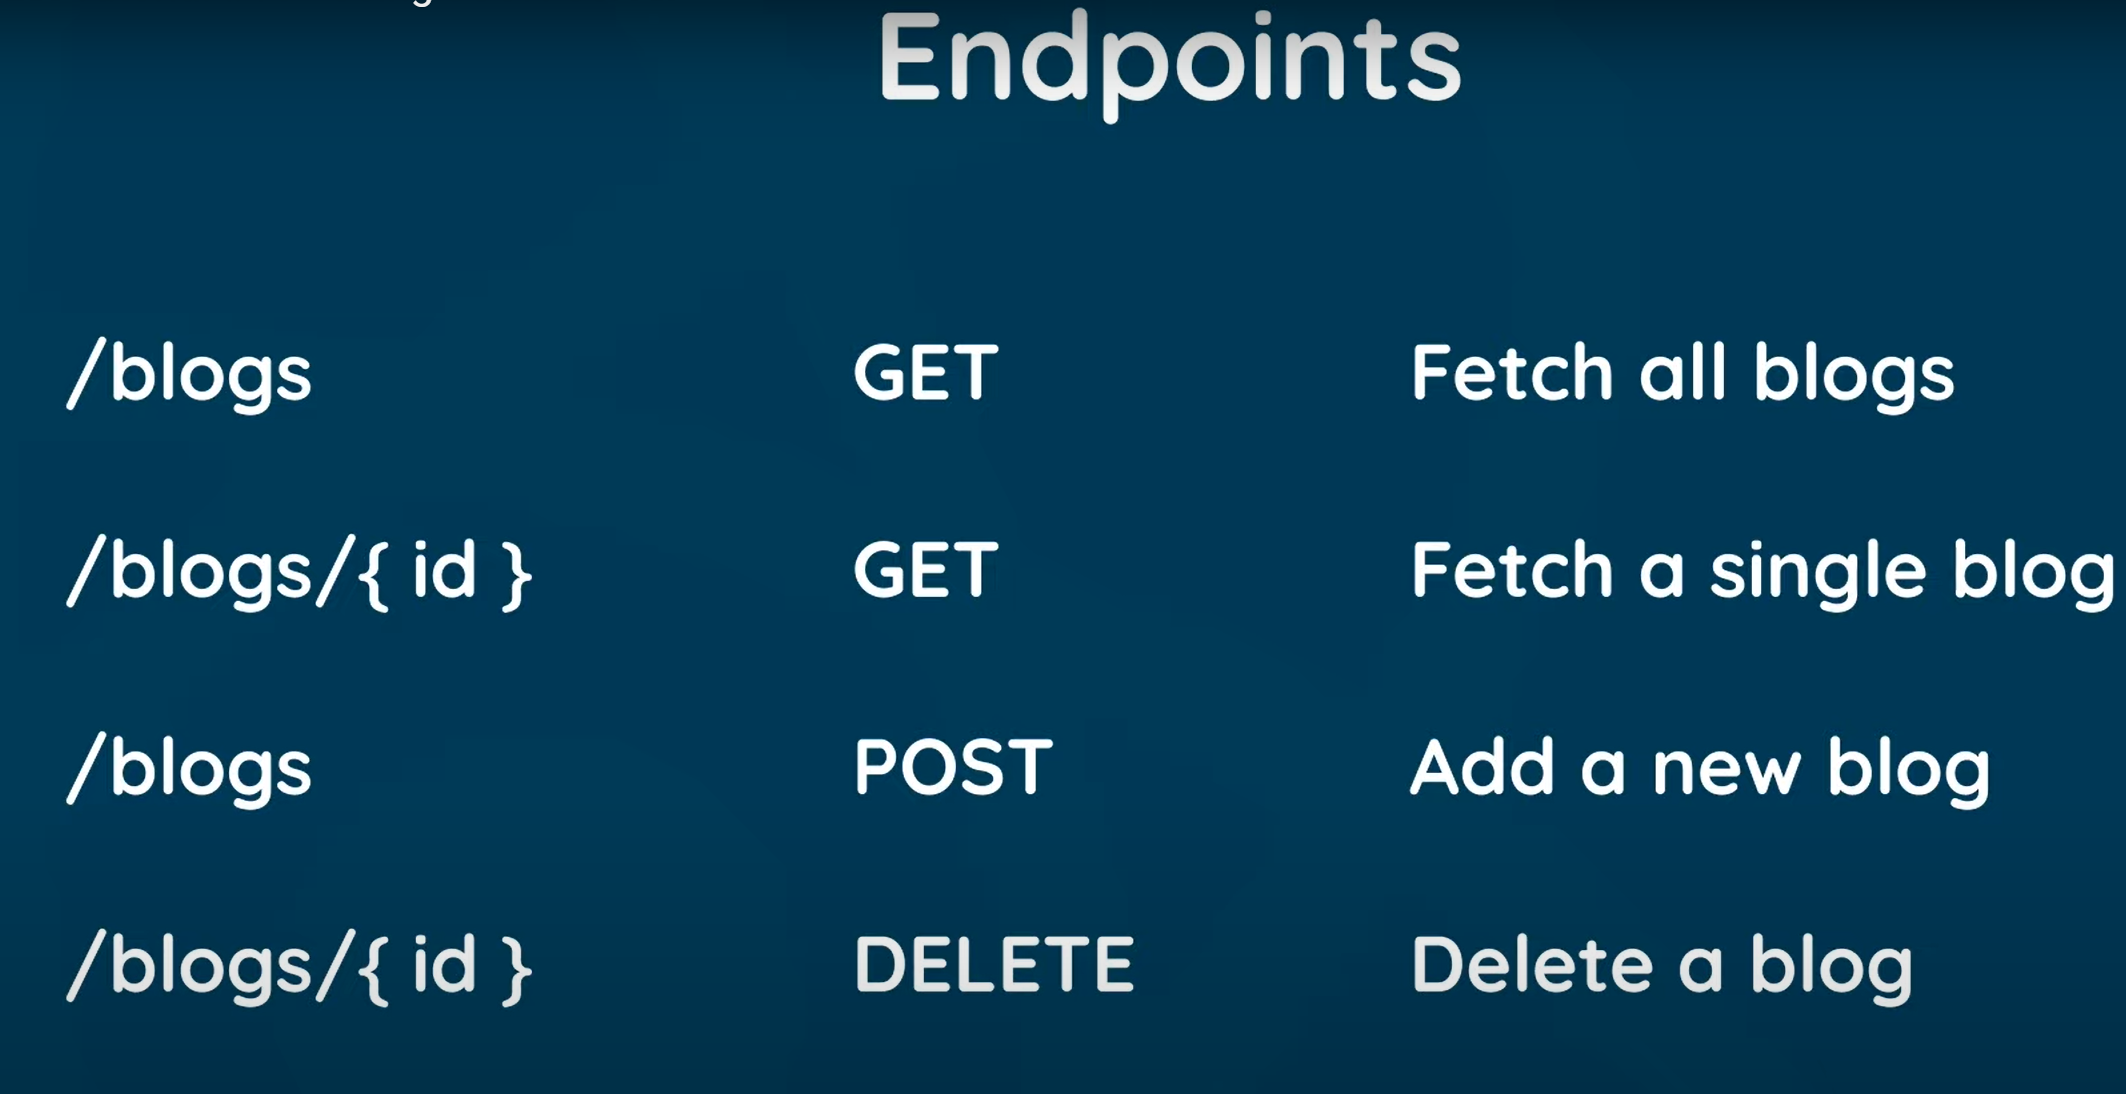 Endpoints
/blogs GET Fetch all blogs
/blogs/{ id } GET Fetch a single blog
/blogs POST Add a new blog
/blogs/{ id } DELETE Delete a blog